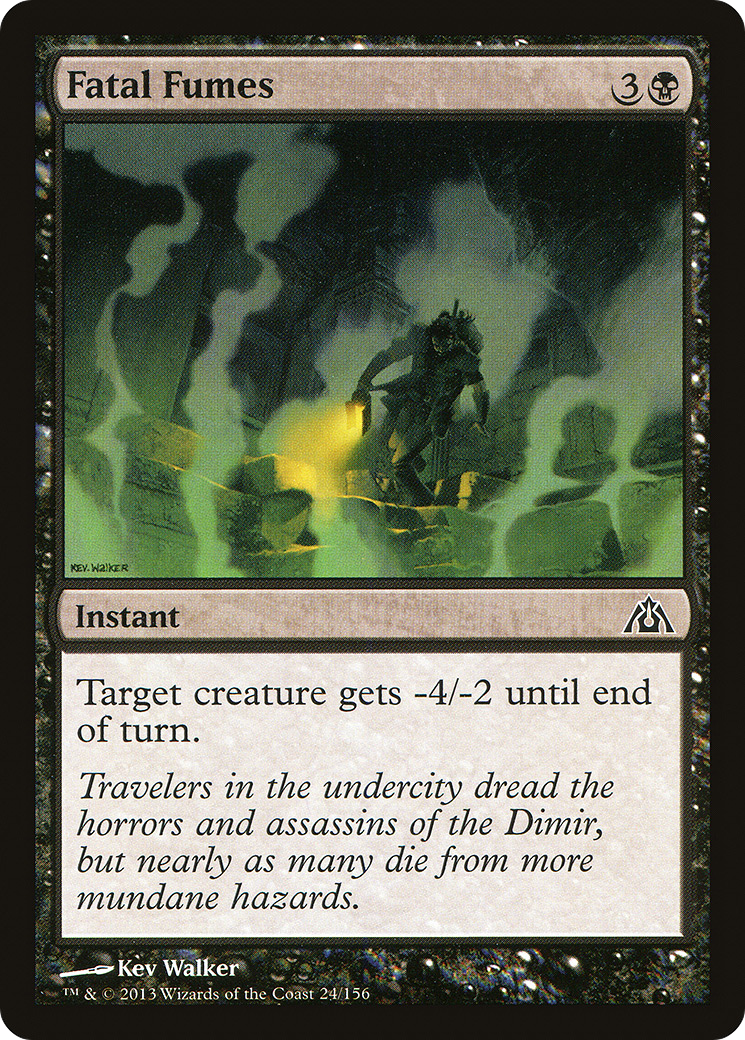 Fatal Fumes 3
KEV. WALKER
Instant
Target creature gets -4/-2 until end
of turn.
Travelers in the undercity dread the
horrors and assassins of the Dimir,
but nearly as many die from more
mundane hazards.
Kev Walker
™ & © 2013 Wizards of the Coast 24/156